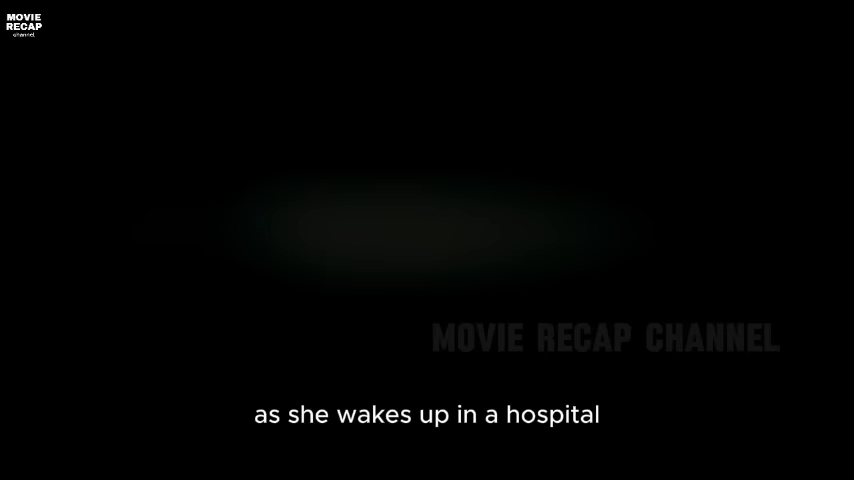 MOVIE
RECAP
channel
MOVIE RECAP CHANNEL
as she wakes up in a hospital